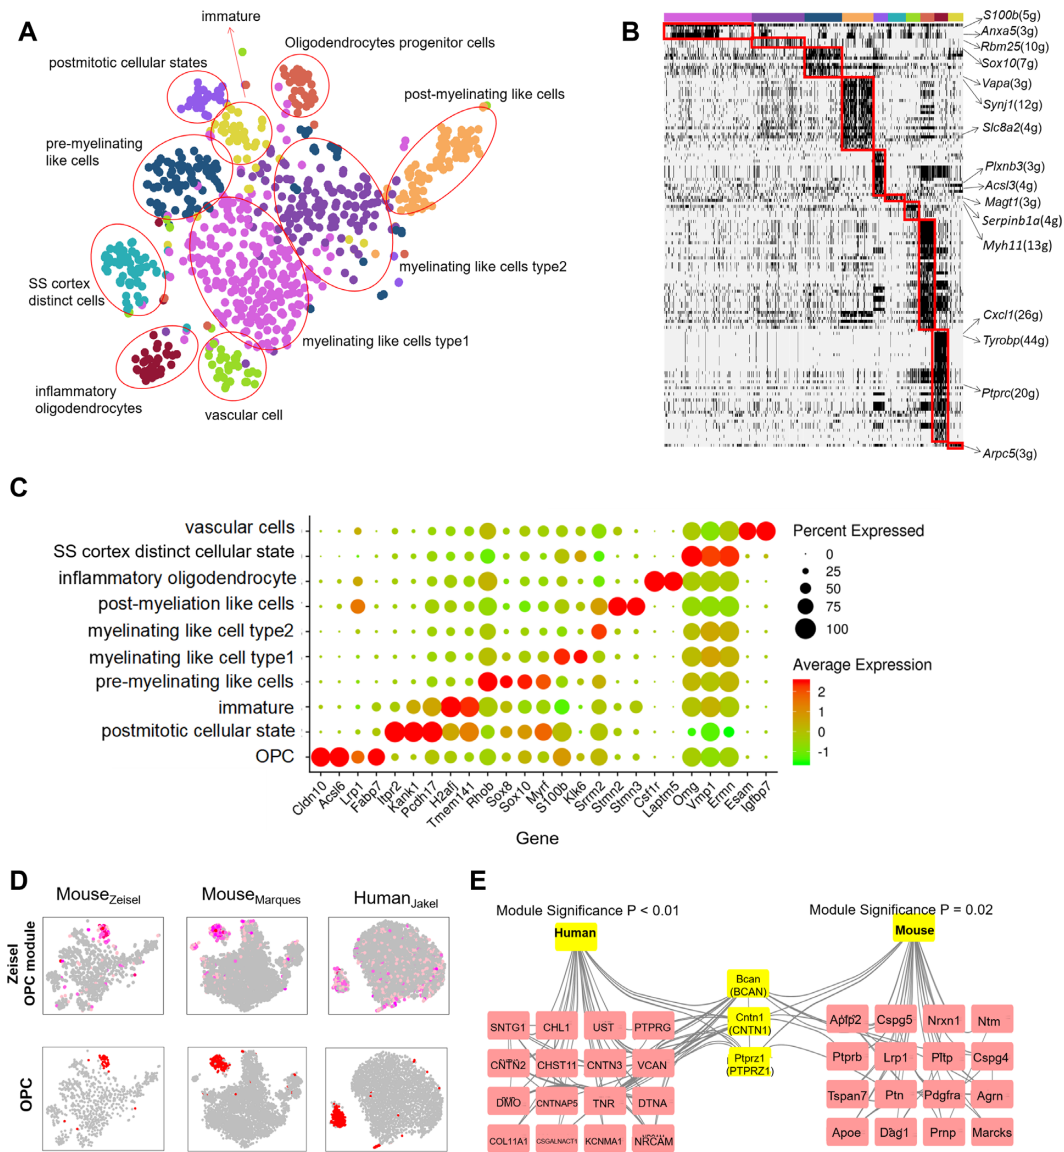 A
immature
Oligodendrocytes progenitor cells
postmitotic cellular states
post-myelinating like cells
pre-myelinating
like cells
myelinating like cells type2
SS cortex
distinct cells
myelinating like cells type1
inflammatory
oligodendrocytes
vascular cell
B
S100b(5g)
Anxa5(3g)
Rbm25(10g)
Sox10(7g)
Vapa(3g)
Synj1(12g)
Slc8a2(4g)
Plxnb3(3g)
Acsl3(4g)
Magt1(3g)
Serpinb1a(4g)
Myh11(13g)
Cxcl1(26g)
Tyrobp(44g)
Ptprc(20g)
Arpc5(3g)
C
vascular cells
SS cortex distinct cellular state
inflammatory oligodendrocyte
post-myeliation like cells
myelinating like cell type2
myelinating like cell type1
pre-myelinating like cells
immature
postmitotic cellular state
OPC
Cldn10
Acsl6
Lrp1
Fabp7
Itpr2
Kank1
Pcdh17
H2afj
Tmem141
Rhob
Sox8
Sox10
Myrf
S100b
Klk6
Srrm2
Stmn2
Stmn3
Csf1r
Laptm5
Omg
Vmp1
Ermn
Esam
Igfbp7
Gene
Percent Expressed
0
25
50
75
100
Average Expression
2
1
0
-1
D
MouseZeisel
MouseMarques
HumanJakel
Zeisel
OPC module
OPC
E
Module Significance P < 0.01
Module Significance P = 0.02
Human
Mouse
Bcan
(BCAN)
Cntn1
(CNTN1)
Ptprz1
(PTPRZ1)
SNTG1 CHL1 UST PTPRG
CNTN2 CHST11 CNTN3 VCAN
CNTNAP5 TNR DTNA
COL11A1 CSGALNACT1 KCNMA1 NRCAM
Cspg5 Nrxn1 Ntm
Ptprb Lrp1 Pltp Cspg4
Tspan7 Ptn Pdgfra Agrn
Apoe Dag1 Prnp Marcks